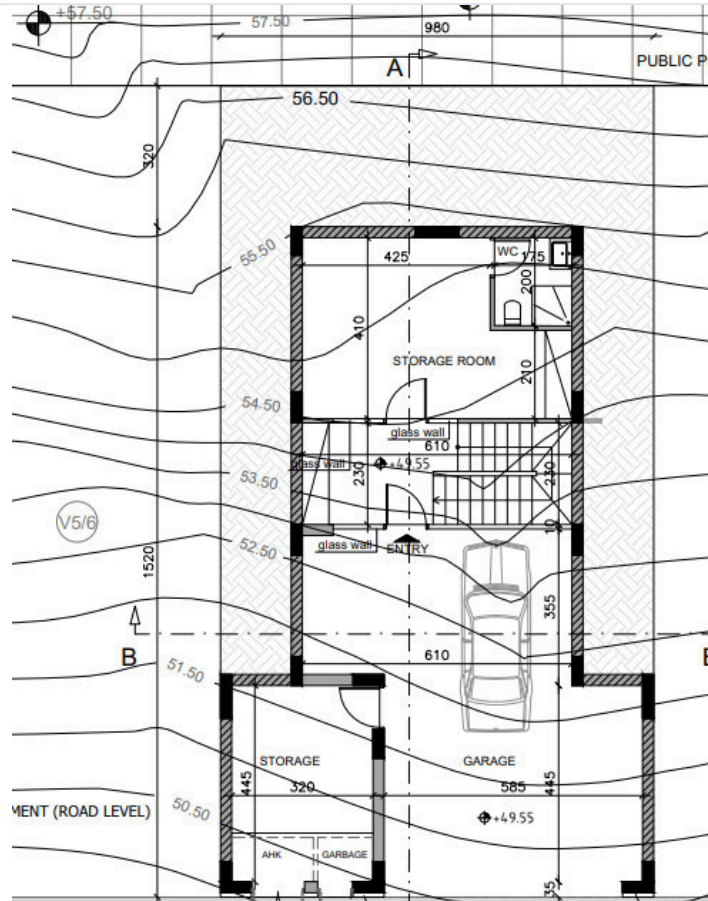 +57.50
57.50
980
A
PUBLIC P
56.50
320
55.50
425
WC
175
200
410
STORAGE ROOM
210
54.50
glass wall
610
glass wall
+49.55
230
230
53.50
V5/6
10
glass wall
ENTRY
52.50
1520
355
B
610
51.50
STORAGE
GARAGE
445
320
585
445
MENT (ROAD LEVEL)
50.50
+49.55
AHK
GARBAGE
35